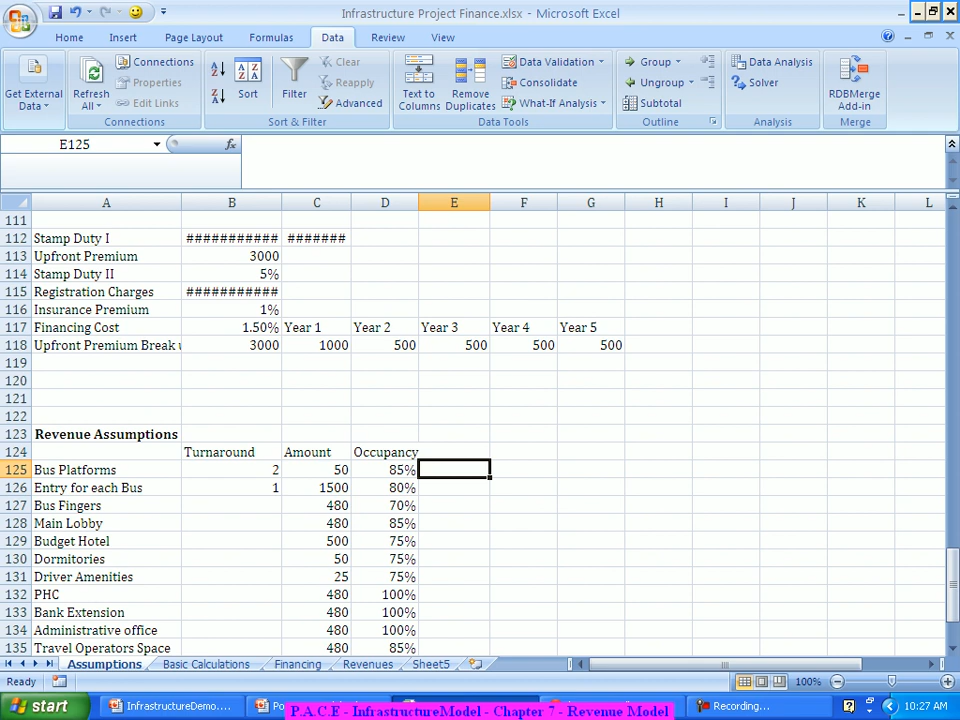 Infrastructure Project Finance.xlsx - Microsoft Excel
Home Insert Page Layout Formulas Data Review View
Get External Data
Refresh All
Connections
Properties
Edit Links
Connections
Sort
Filter
Clear
Reapply
Advanced
Sort & Filter
Text to Columns
Remove Duplicates
Data Validation
Consolidate
What-If Analysis
Data Tools
Group
Ungroup
Subtotal
Outline
Data Analysis
Solver
Analysis
RDBMerge Add-in
Merge
E125 fx
A B C D E F G H I J K L
111
112 Stamp Duty I ########### #######
113 Upfront Premium 3000
114 Stamp Duty II 5%
115 Registration Charges ###########
116 Insurance Premium 1%
117 Financing Cost 1.50% Year 1 Year 2 Year 3 Year 4 Year 5
118 Upfront Premium Break 3000 1000 500 500 500 500
119
120
121
122
123 Revenue Assumptions
124 Turnaround Amount Occupancy
125 Bus Platforms 2 50 85%
126 Entry for each Bus 1 1500 80%
127 Bus Fingers 480 70%
128 Main Lobby 480 85%
129 Budget Hotel 500 75%
130 Dormitories 50 75%
131 Driver Amenities 25 75%
132 PHC 480 100%
133 Bank Extension 480 100%
134 Administrative office 480 100%
135 Travel Operators Space 480 85%
Assumptions Basic Calculations Financing Revenues Sheet5
Ready 100%
start InfrastructureDemo.... Po Recording... 10:27 AM
P.A.C.E - InfrastructureModel - Chapter 7 - Revenue Model